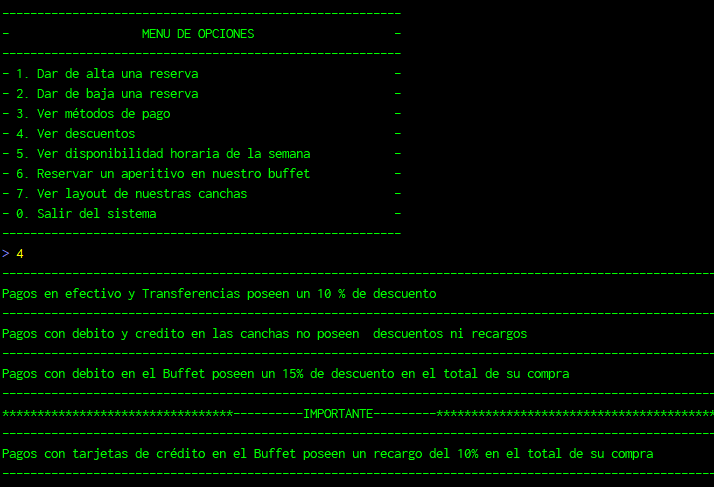 ---------------------------------------------------------
-                   MENU DE OPCIONES                    -
---------------------------------------------------------
- 1. Dar de alta una reserva                            -
- 2. Dar de baja una reserva                            -
- 3. Ver métodos de pago                                -
- 4. Ver descuentos                                     -
- 5. Ver disponibilidad horaria de la semana            -
- 6. Reservar un aperitivo en nuestro buffet            -
- 7. Ver layout de nuestras canchas                     -
- 0. Salir del sistema                                  -
---------------------------------------------------------
> 4
------------------------------------------------------------------------------------------------------
Pagos en efectivo y Transferencias poseen un 10 % de descuento
------------------------------------------------------------------------------------------------------
Pagos con debito y credito en las canchas no poseen  descuentos ni recargos
------------------------------------------------------------------------------------------------------
Pagos con debito en el Buffet poseen un 15% de descuento en el total de su compra
------------------------------------------------------------------------------------------------------
*********************************----------IMPORTANTE---------****************************************
------------------------------------------------------------------------------------------------------
Pagos con tarjetas de crédito en el Buffet poseen un recargo del 10% en el total de su compra
------------------------------------------------------------------------------------------------------